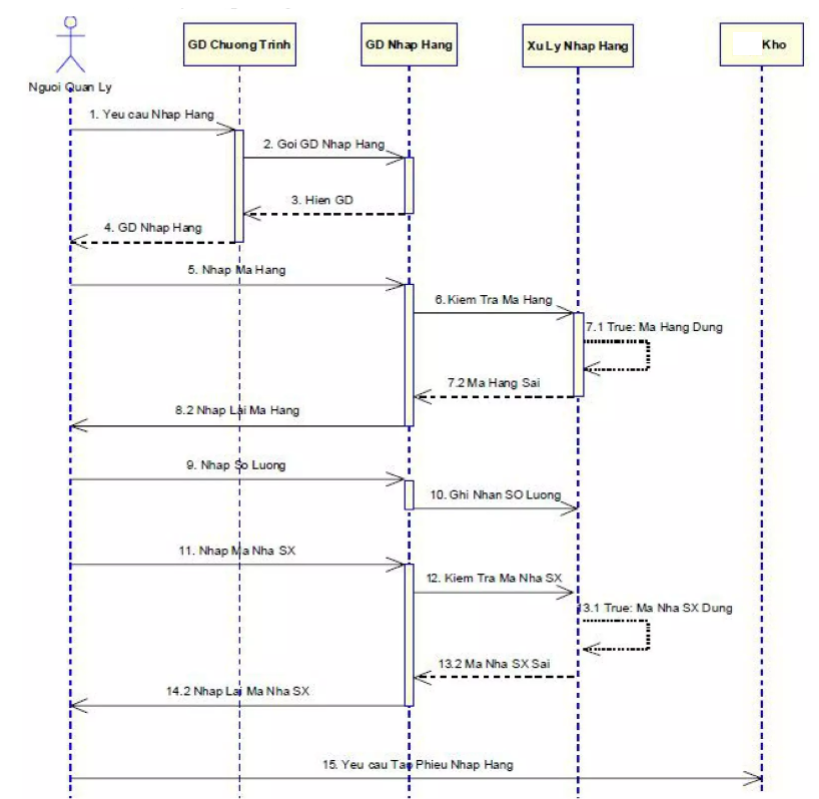 GD Chuong Trinh
GD Nhap Hang
Xu Ly Nhap Hang
Kho
Nguoi Quan Ly
1. Yeu cau Nhap Hang
2. Goi GD Nhap Hang
3. Hien GD
4. GD Nhap Hang
5. Nhap Ma Hang
6.Kiem Tra Ma Hang
7.1 True: Ma Hang Dung
7.2 Ma Hang Sai
8.2 Nhap Lai Ma Hang
9. Nhap So Luong
10. Ghi Nhan SO Luong
11. Nhap Ma Nha SX
12. Kiem Tra Ma Nha SX
13.1 True: Ma Nha SX Dung
13.2 Ma Nha SX Sai
14.2 Nhap Lai Ma Nha SX
15. Yeu cau Tao Phieu Nhap Hang